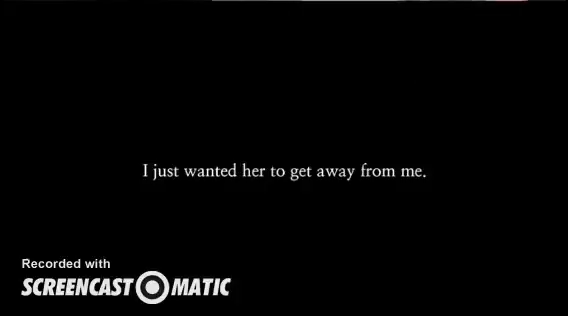 I just wanted her to get away from me.
Recorded with
SCREENCAST MATIC